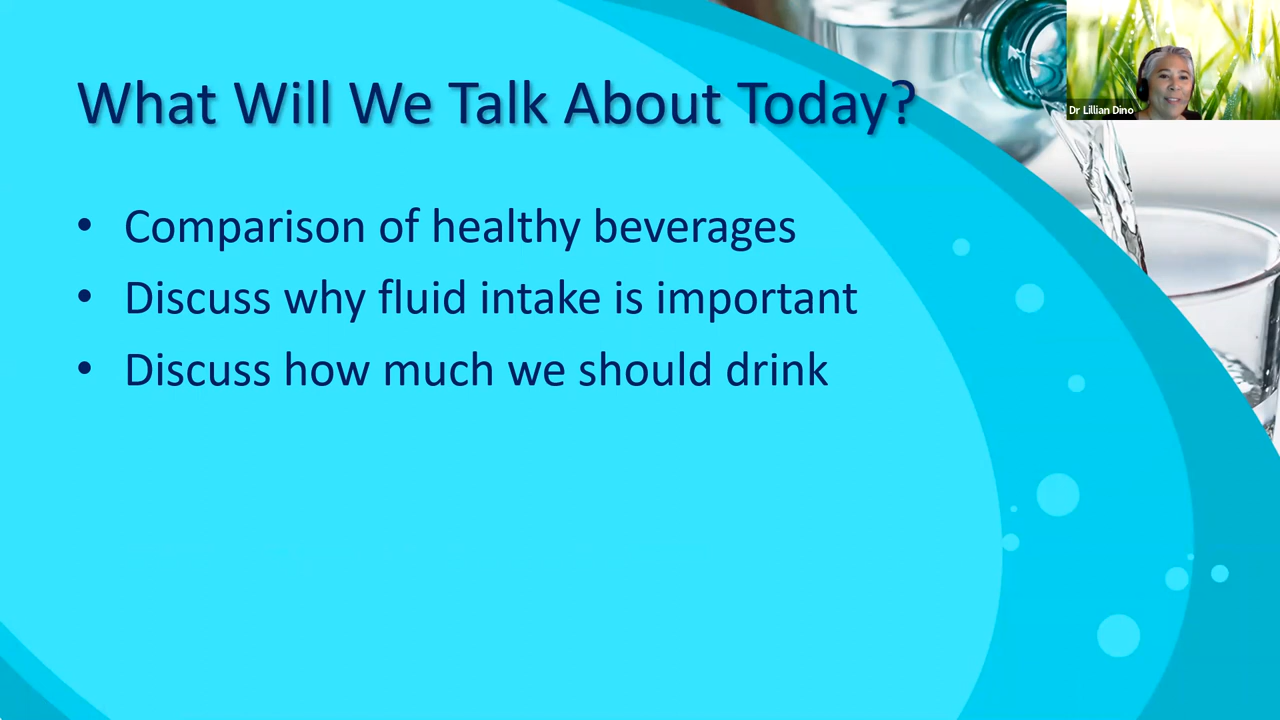 What Will We Talk About Today?
• Comparison of healthy beverages
• Discuss why fluid intake is important
• Discuss how much we should drink
Dr Lillian Dino